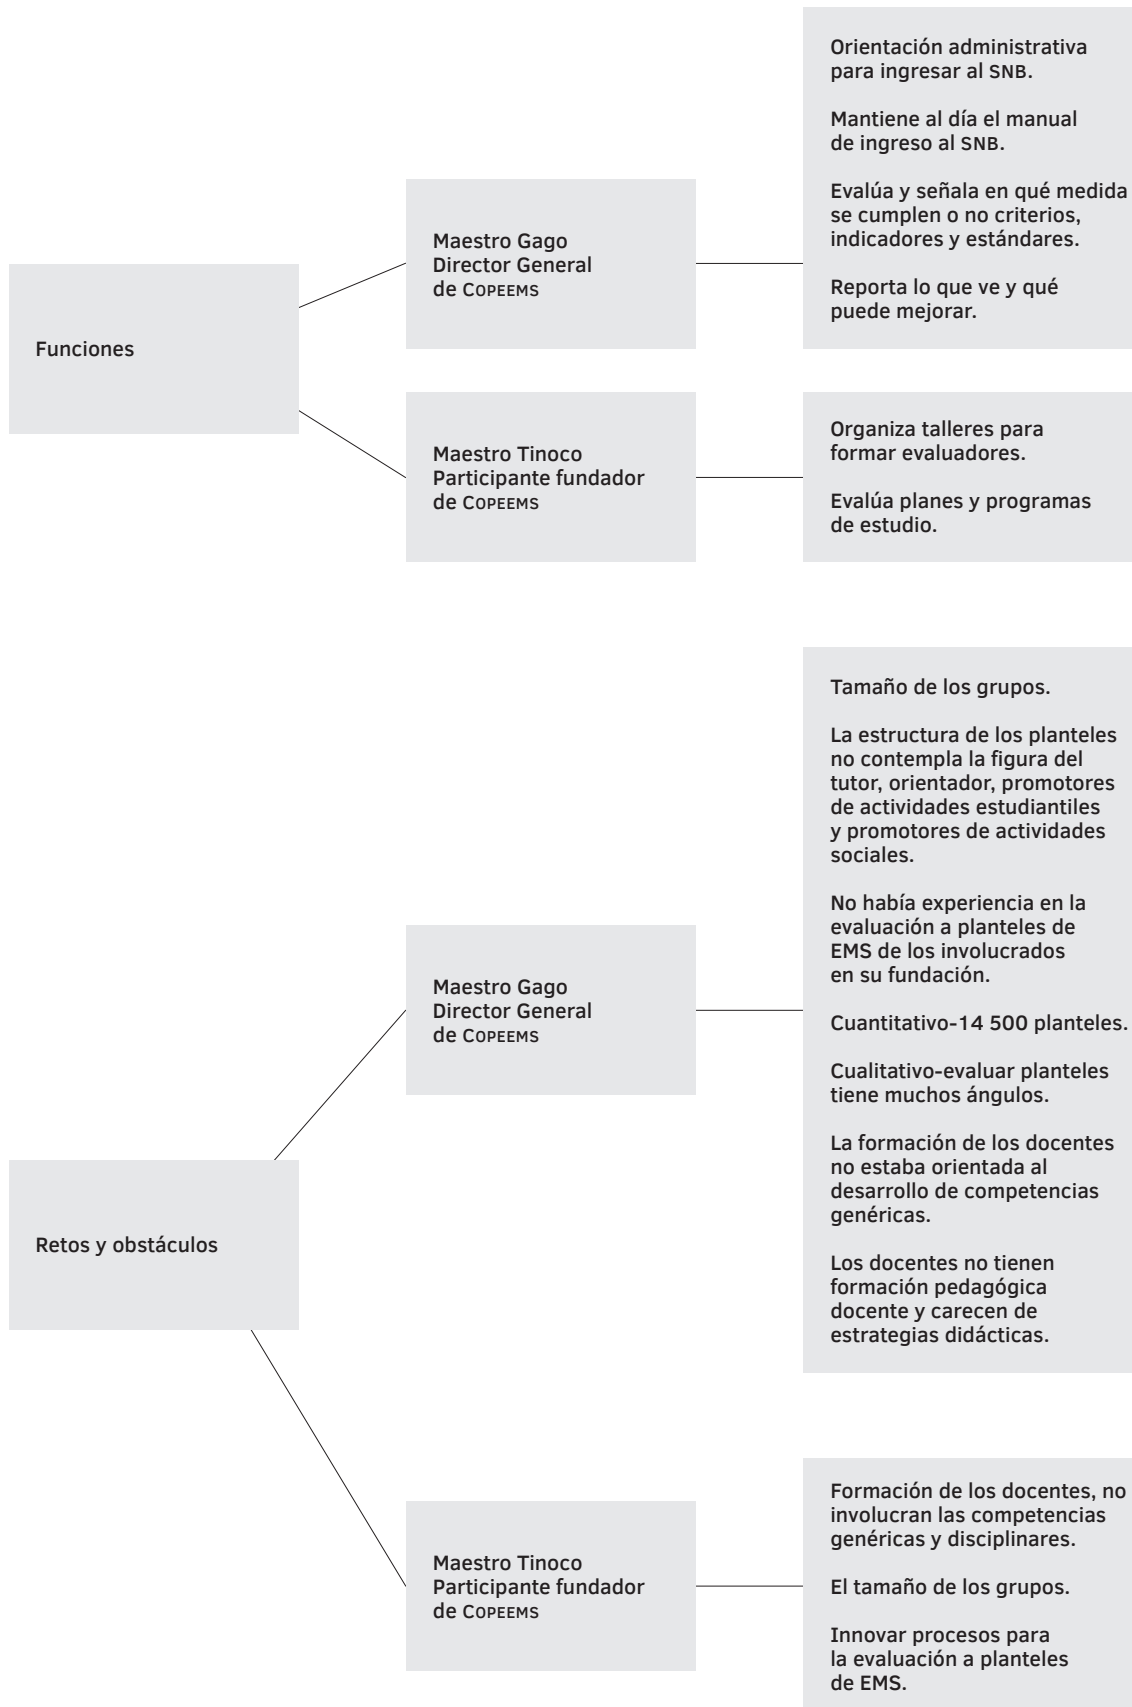 Funciones
Maestro Gago
Director General
de COPEEMS
Orientación administrativa
para ingresar al SNB.
Mantiene al día el manual
de ingreso al SNB.
Evalúa y señala en qué medida
se cumplen o no criterios,
indicadores y estándares.
Reporta lo que ve y qué
puede mejorar.
Maestro Tinoco
Participante fundador
de COPEEMS
Organiza talleres para
formar evaluadores.
Evalúa planes y programas
de estudio.
Retos y obstáculos
Maestro Gago
Director General
de COPEEMS
Tamaño de los grupos.
La estructura de los planteles
no contempla la figura del
tutor, orientador, promotores
de actividades estudiantiles
y promotores de actividades
sociales.
No había experiencia en la
evaluación a planteles de
EMS de los involucrados
en su fundación.
Cuantitativo-14 500 planteles.
Cualitativo-evaluar planteles
tiene muchos ángulos.
La formación de los docentes
no estaba orientada al
desarrollo de competencias
genéricas.
Los docentes no tienen
formación pedagógica
docente y carecen de
estrategias didácticas.
Maestro Tinoco
Participante fundador
de COPEEMS
Formación de los docentes, no
involucran las competencias
genéricas y disciplinares.
El tamaño de los grupos.
Innovar procesos para
la evaluación a planteles
de EMS.